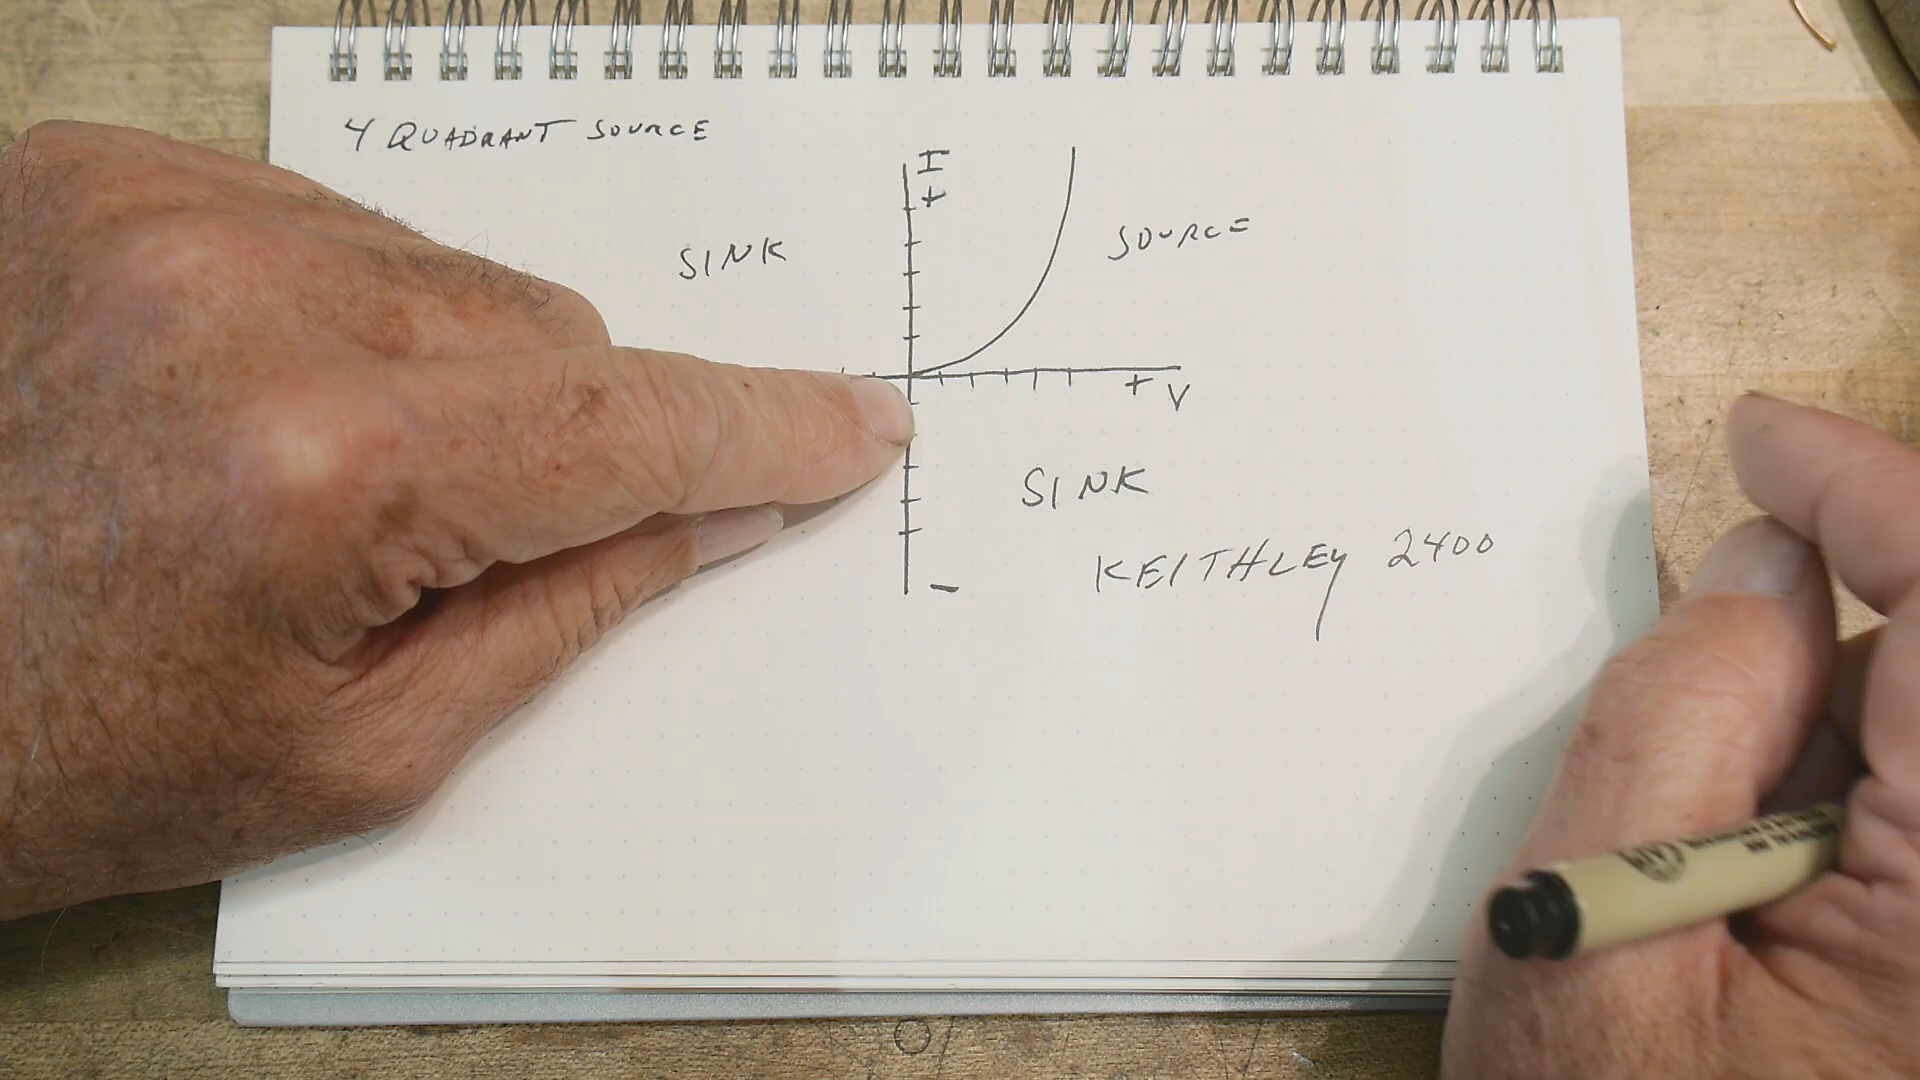 4 QUADRANT SOURCE
I
+
SINK
SOURCE
+ V
SINK
KEITHLEY 2400
-